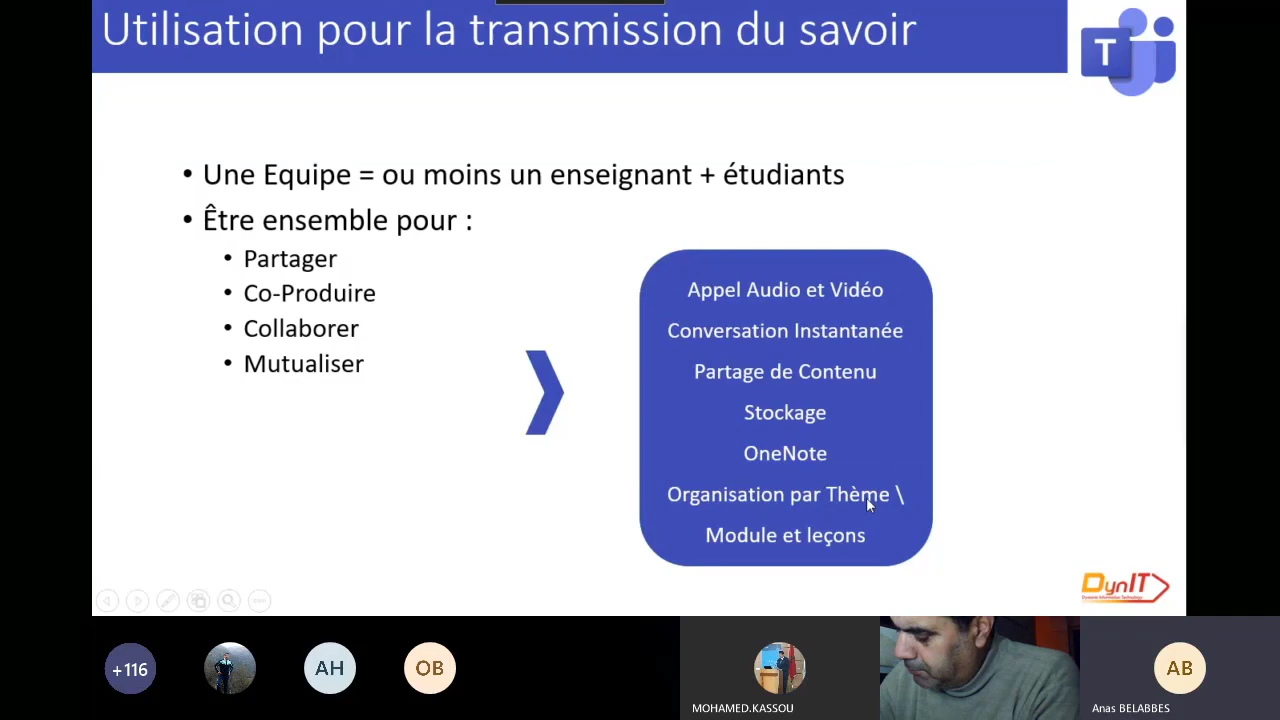 Utilisation pour la transmission du savoir
T
• Une Equipe = ou moins un enseignant + étudiants
• Être ensemble pour :
• Partager
• Co-Produire
• Collaborer
• Mutualiser
Appel Audio et Vidéo
Conversation Instantanée
Partage de Contenu
Stockage
OneNote
Organisation par Thème \
Module et leçons
DynIT
+116
AH
OB
MOHAMED.KASSOU
AB
Anas BELABBES